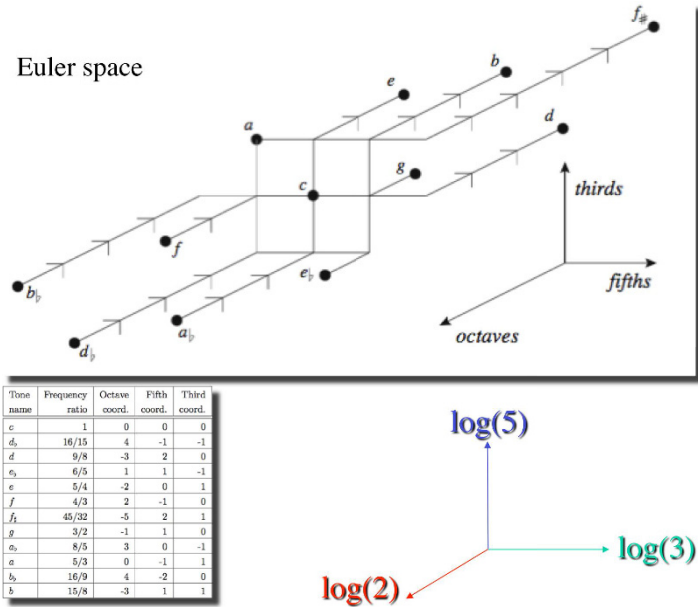 Euler space
f♯
b
e
d
a
g
c
thirds
f
e♭
fifths
b♭
a♭
octaves
d♭
Tone Frequency Octave Fifth Third
name ratio coord. coord. coord.
c 1 0 0 0
d♭ 16/15 4 -1 -1
d 9/8 -3 2 0
e♭ 6/5 1 1 -1
e 5/4 -2 0 1
f 4/3 2 -1 0
f♯ 45/32 -5 2 1
g 3/2 -1 1 0
a♭ 8/5 3 0 -1
a 5/3 0 -1 1
b♭ 16/9 4 -2 0
b 15/8 -3 1 1
log(5)
log(3)
log(2)